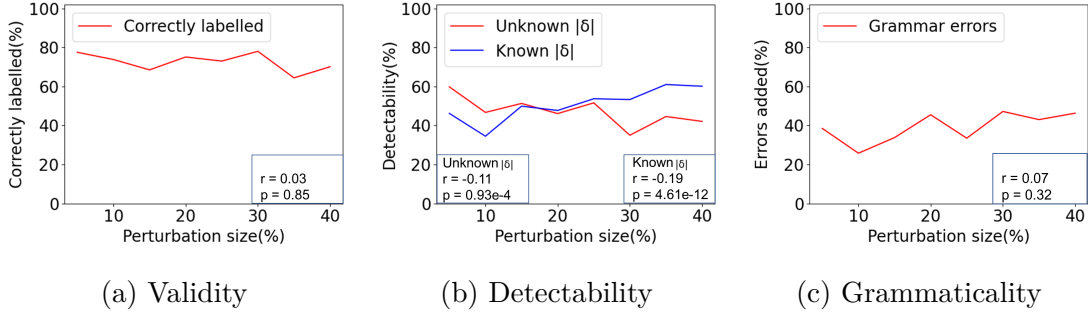 Correctly labelled(%)
100
80
60
40
20
0
Correctly labelled
r = 0.03
p = 0.85
10 20 30 40
Perturbation size(%)
(a) Validity
Detectability(%)
100
80
60
40
20
0
Unknown |δ|
Known |δ|
Unknown |δ|
r = -0.11
p = 0.93e-4
Known |δ|
r = -0.19
p = 4.61e-12
10 20 30 40
Perturbation size(%)
(b) Detectability
Errors added(%)
100
80
60
40
20
0
Grammar errors
r = 0.07
p = 0.32
10 20 30 40
Perturbation size(%)
(c) Grammaticality